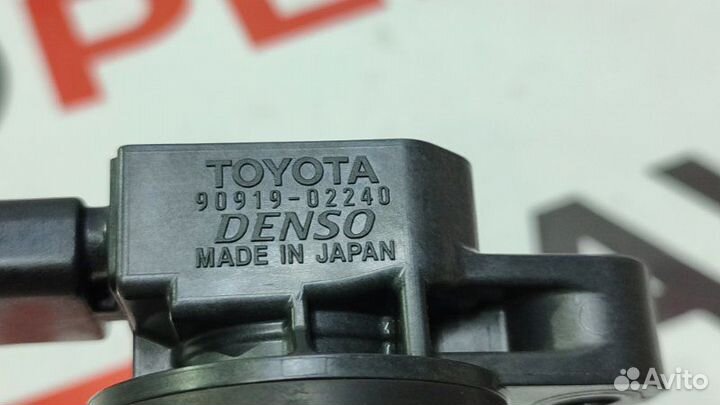 TOYOTA
90919-02240
DENSO
MADE IN JAPAN
Avito